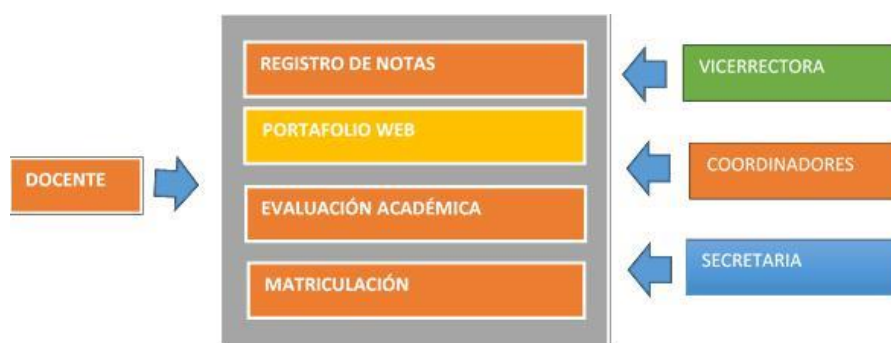 REGISTRO DE NOTAS
VICERRECTORA
PORTAFOLIO WEB
DOCENTE
COORDINADORES
EVALUACIÓN ACADÉMICA
SECRETARIA
MATRICULACIÓN